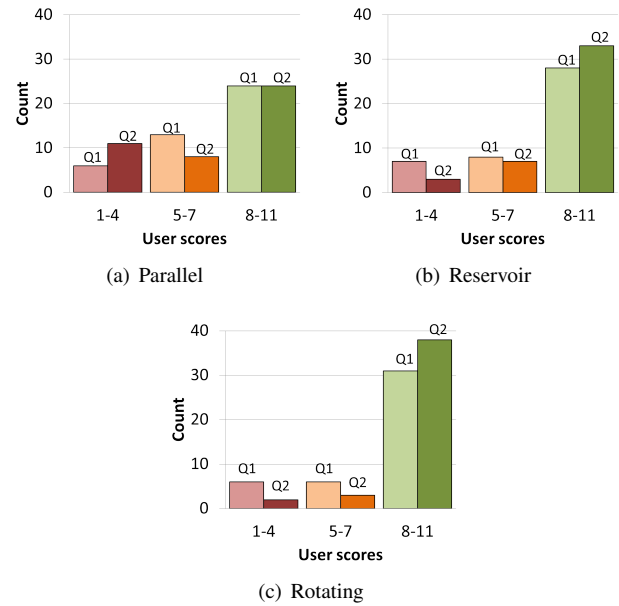 40
30
20
10
0
Count
Q1
Q2
Q1
Q2
Q1
Q2
1-4
5-7
8-11
User scores
(a) Parallel
40
30
20
10
0
Count
Q1
Q2
Q1
Q2
Q1
Q2
1-4
5-7
8-11
User scores
(b) Reservoir
40
30
20
10
0
Count
Q1
Q2
Q1
Q2
Q1
Q2
1-4
5-7
8-11
User scores
(c) Rotating